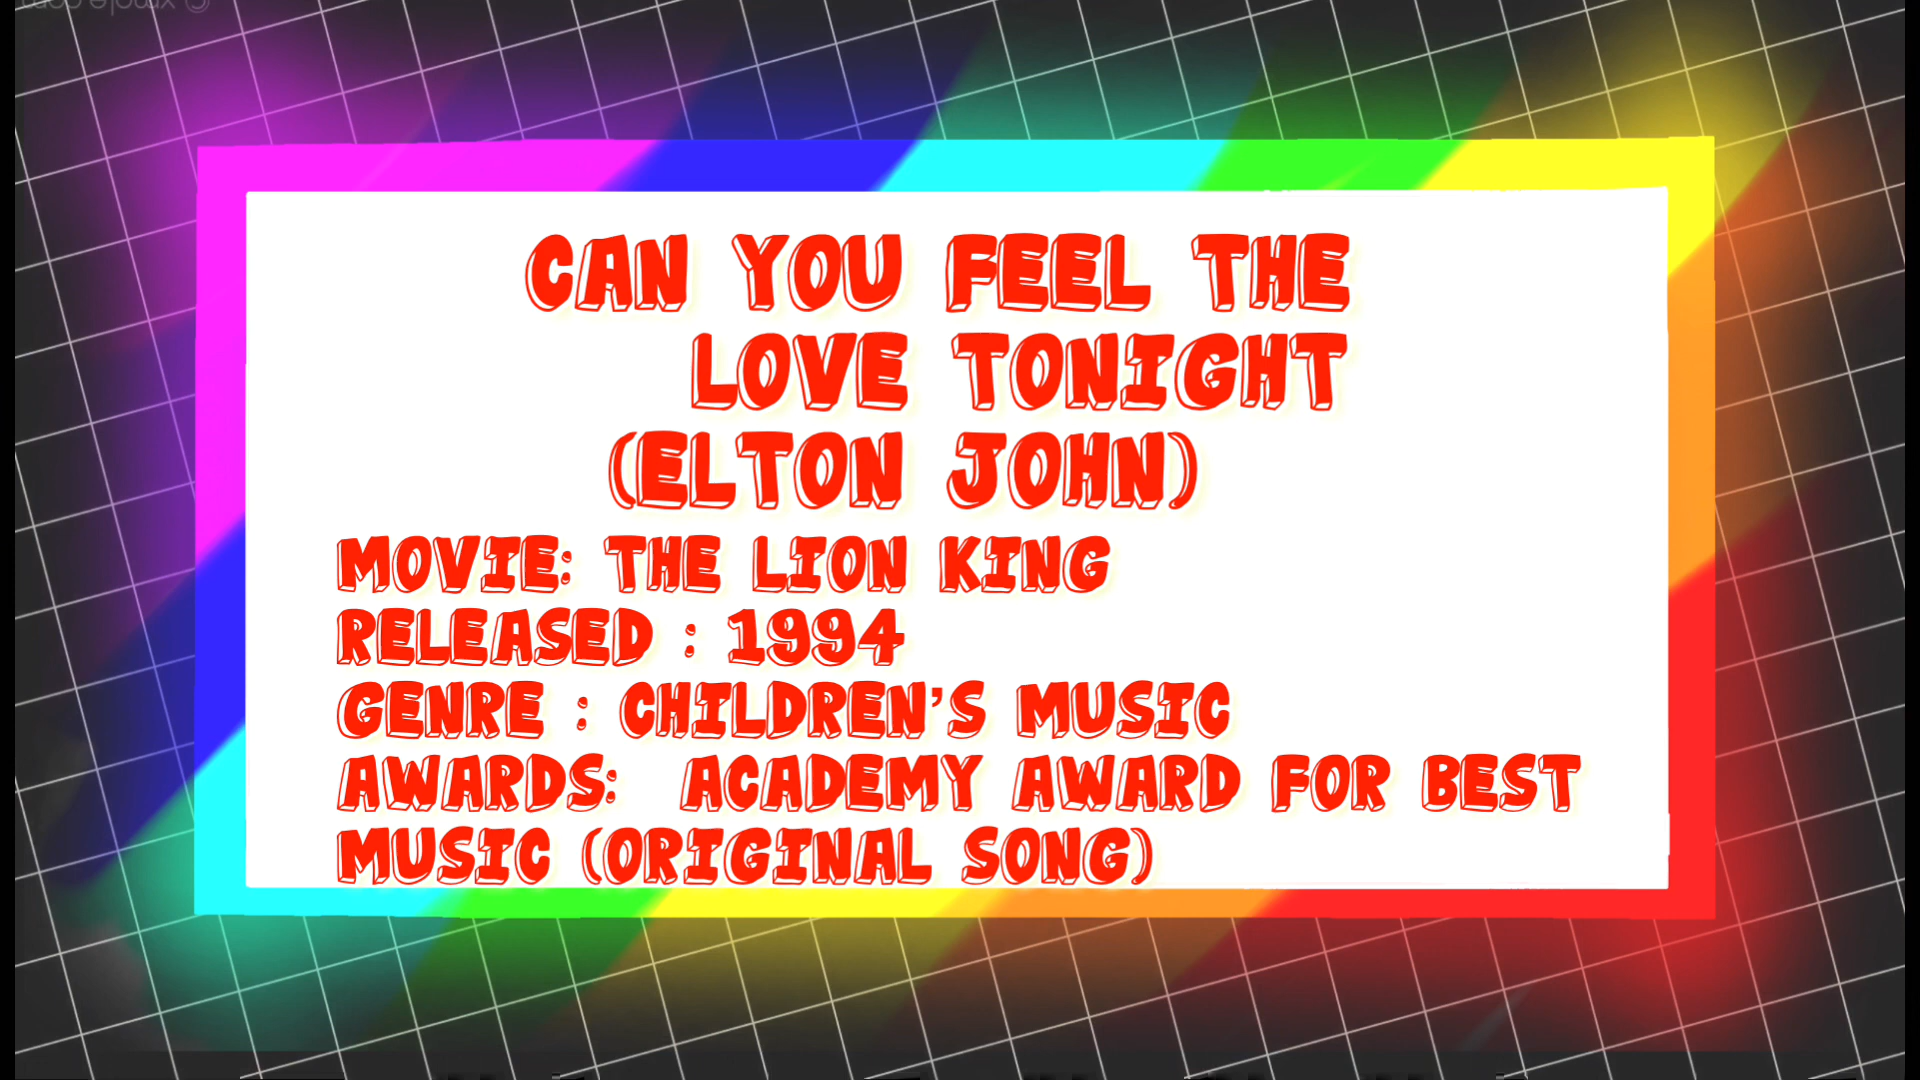 CAN YOU FEEL THE
LOVE TONIGHT
(ELTON JOHN)
MOVIE: THE LION KING
RELEASED : 1994
GENRE : CHILDREN'S MUSIC
AWARDS: ACADEMY AWARD FOR BEST
MUSIC (ORIGINAL SONG)